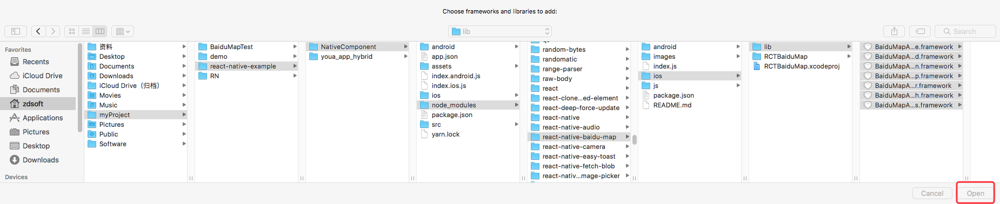 Choose frameworks and libraries to add:
lib
Search
Favorites
Recents
iCloud Drive
Documents
zdsoft
Applications
Pictures
Desktop
Downloads
Devices
资料
Desktop
Documents
Downloads
iCloud Drive（归档）
Movies
Music
myProject
Pictures
Public
Software
BaiduMapTest
demo
react-native-example
RN
NativeComponent
youa_app_hybrid
android
app.json
assets
index.android.js
index.ios.js
ios
node_modules
package.json
src
yarn.lock
random-bytes
randomatic
range-parser
raw-body
react
react-clone...ed-element
react-deep-force-update
react-native
react-native-audio
react-native-baidu-map
react-native-camera
react-native-easy-toast
react-native-fetch-blob
react-nativ...mage-picker
android
images
index.js
ios
js
package.json
README.md
lib
RCTBaiduMap
RCTBaiduMap.xcodeproj
BaiduMapA...e.framework
BaiduMapA...d.framework
BaiduMapA...n.framework
BaiduMapA...p.framework
BaiduMapA...r.framework
BaiduMapA...h.framework
BaiduMapA...s.framework
Cancel
Open